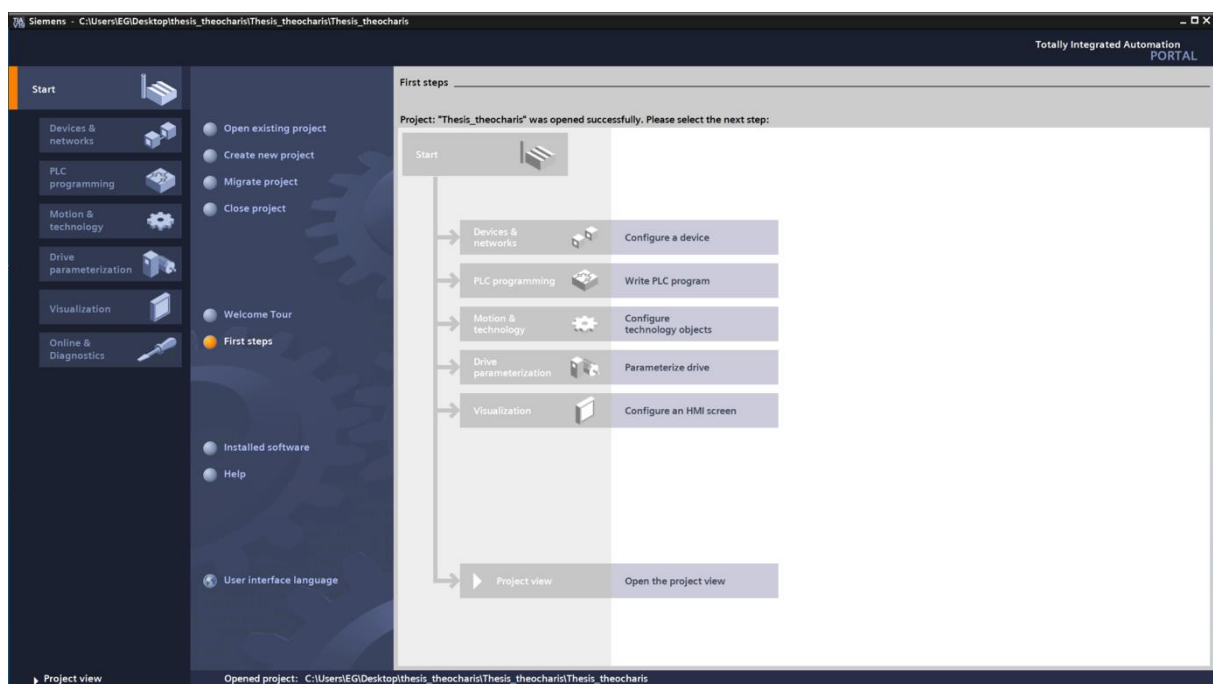 Siemens - C:\Users\EG\Desktop\thesis_theocharis\Thesis_theocharis\Thesis_theocharis
Totally Integrated Automation
PORTAL
Start
Devices &
networks
PLC
programming
Motion &
technology
Drive
parameterization
Visualization
Online &
Diagnostics
Open existing project
Create new project
Migrate project
Close project
Welcome Tour
First steps
Installed software
Help
User interface language
First steps
Project: "Thesis_theocharis" was opened successfully. Please select the next step:
Start
Devices &
networks
Configure a device
PLC programming
Write PLC program
Motion &
technology
Configure
technology objects
Drive
parameterization
Parameterize drive
Visualization
Configure an HMI screen
Project view
Open the project view
Project view
Opened project: C:\Users\EG\Desktop\thesis_theocharis\Thesis_theocharis\Thesis_theocharis